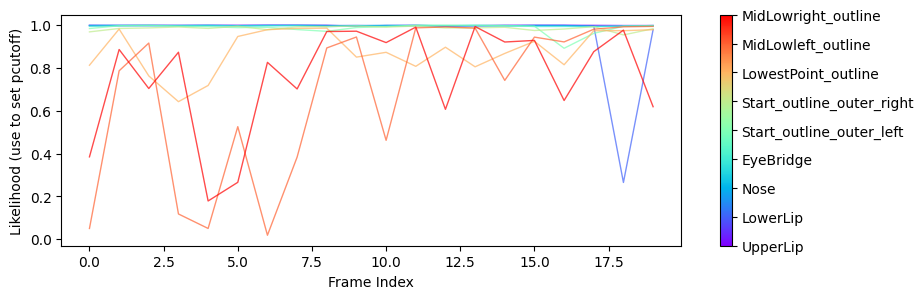 1.0
0.8
0.6
0.4
0.2
0.0
Likelihood (use to set pcutoff)
0.0 2.5 5.0 7.5 10.0 12.5 15.0 17.5
Frame Index
MidLowright_outline
MidLowleft_outline
LowestPoint_outline
Start_outline_outer_right
Start_outline_outer_left
EyeBridge
Nose
LowerLip
UpperLip